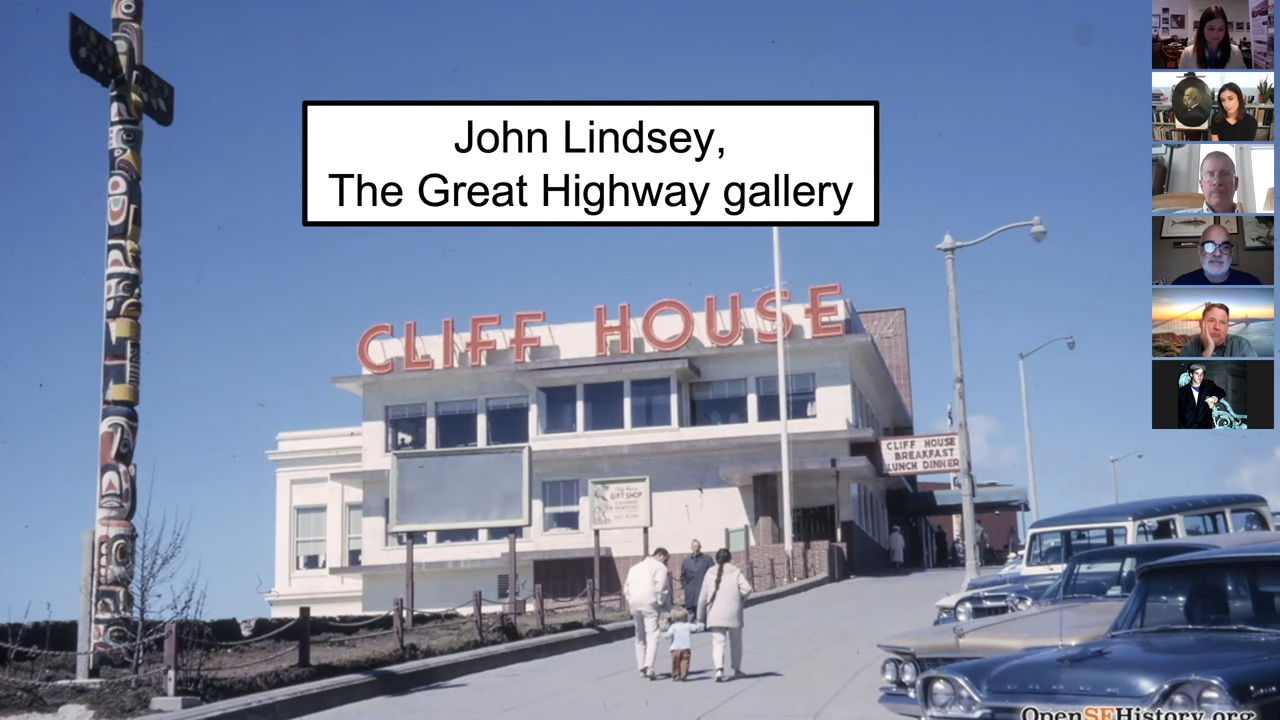 John Lindsey,
The Great Highway gallery
CLIFF HOUSE
CLIFF HOUSE
BREAKFAST
LUNCH DINNER
GIFT SHOP
OpenSFHistory.org